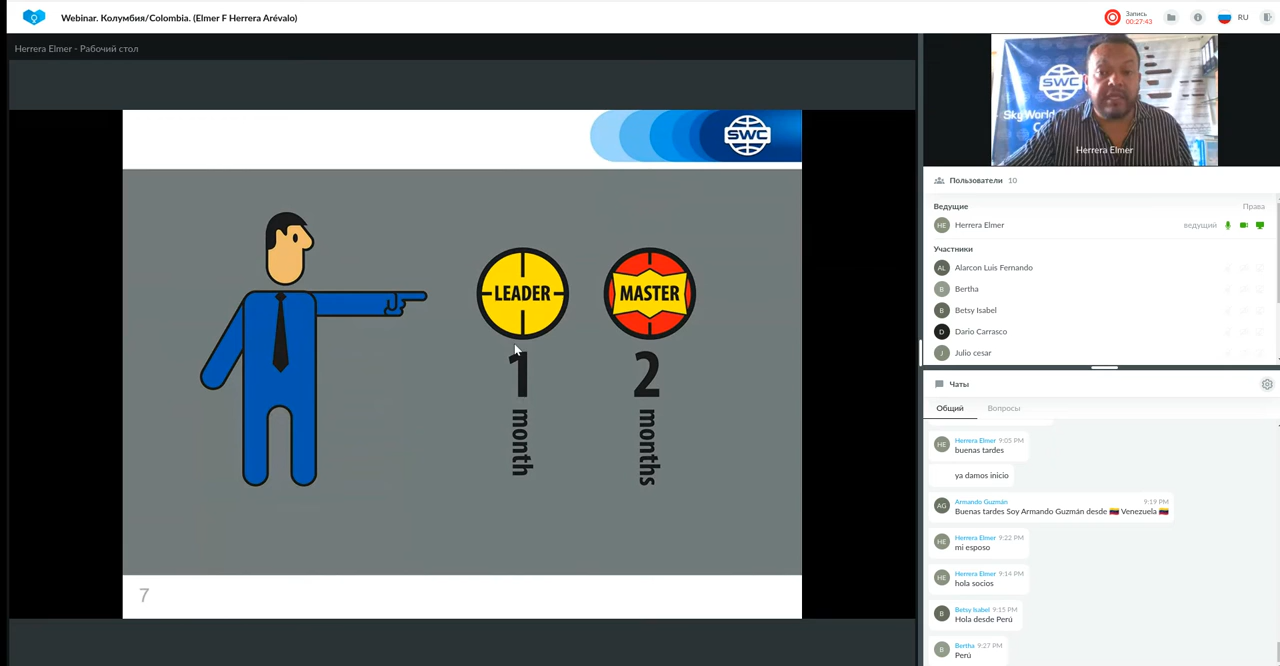 Webinar. Колумбия/Colombia. (Elmer F Herrera Arévalo)
Запись
00:27:43
RU
Herrera Elmer - Рабочий стол
SWC
LEADER
MASTER
1
month
2
months
7
SWC
SkyWorld
C
Herrera Elmer
Пользователи 10
Ведущие
Права
HE
Herrera Elmer
ведущий
Участники
AL
Alarcon Luis Fernando
B
Bertha
B
Betsy Isabel
D
Dario Carrasco
J
Julio cesar
Чаты
Общий
Вопросы
HE
Herrera Elmer 9:05 PM
buenas tardes
ya damos inicio
AG
Armando Guzmán 9:19 PM
Buenas tardes Soy Armando Guzmán desde 🇻🇪 Venezuela 🇻🇪
HE
Herrera Elmer 9:22 PM
mi esposo
HE
Herrera Elmer 9:14 PM
hola socios
B
Betsy Isabel 9:15 PM
Hola desde Perú
B
Bertha 9:27 PM
Perú